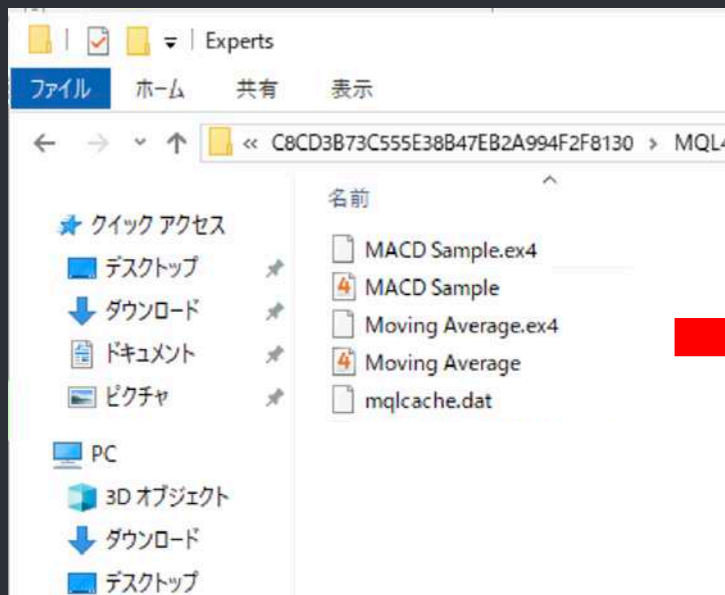 Experts
ファイル ホーム 共有 表示
« C8CD3B73C555E38B47EB2A994F2F8130 > MQL4
名前
クイック アクセス
デスクトップ
ダウンロード
ドキュメント
ピクチャ
PC
3D オブジェクト
ダウンロード
デスクトップ
MACD Sample.ex4
MACD Sample
Moving Average.ex4
Moving Average
mqlcache.dat